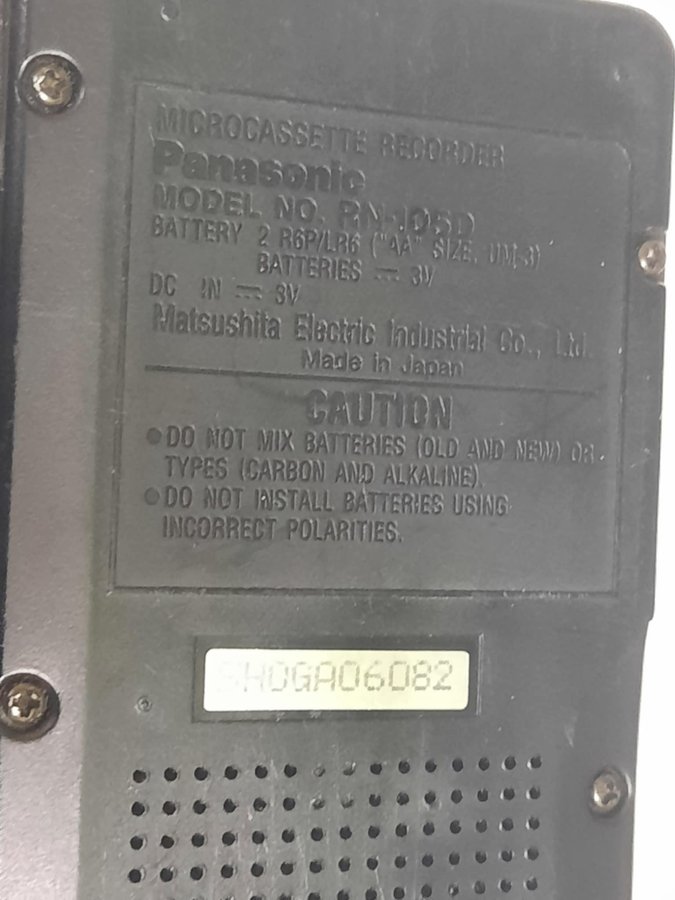 MICROCASSETTE RECORDER
Panasonic
MODEL NO. RN-106D
BATTERY 2 R6P/LR6 ("AA" SIZE, UM-3)
BATTERIES ⎓ 3V
DC IN ⎓ 3V
Matsushita Electric Industrial Co., Ltd.
Made in Japan
CAUTION
●DO NOT MIX BATTERIES (OLD AND NEW) OR
TYPES (CARBON AND ALKALINE).
●DO NOT INSTALL BATTERIES USING
INCORRECT POLARITIES.